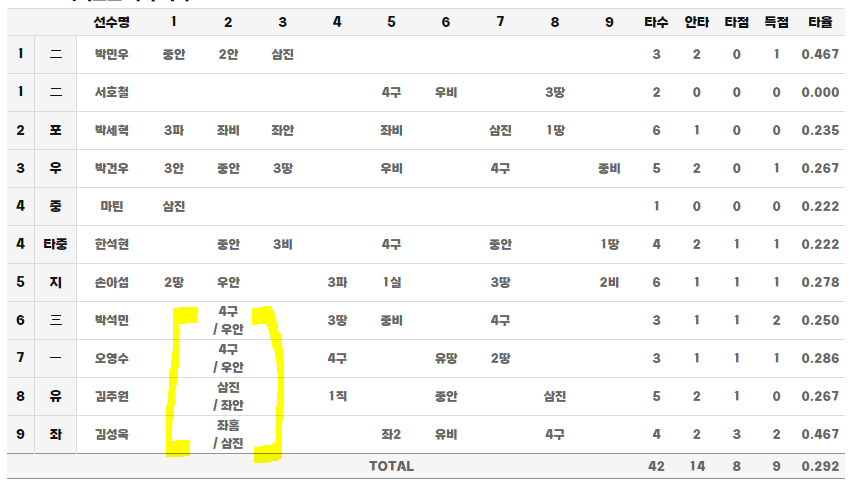 선수명 1 2 3 4 5 6 7 8 9 타수 안타 타점 득점 타율
1 二 박민우 중안 2안 삼진 3 2 0 1 0.467
1 二 서호철 4구 우비 3땅 2 0 0 0 0.000
2 포 박세혁 3파 좌비 좌안 좌비 삼진 1땅 6 1 0 0 0.235
3 우 박건우 3안 중안 3땅 우비 4구 중비 5 2 0 1 0.267
4 중 마틴 삼진 1 0 0 0 0.222
4 타중 한석현 중안 3비 4구 중안 1땅 4 2 1 1 0.222
5 지 손아섭 2땅 우안 3파 1실 3땅 2비 6 1 1 1 0.278
6 三 박석민 4구 3땅 중비 4구 3 1 1 2 0.250
/ 우안
7 一 오영수 4구 4구 유땅 2땅 3 1 1 1 0.286
/ 우안
8 유 김주원 삼진 1직 중안 삼진 5 2 1 0 0.267
/ 좌안
9 좌 김성욱 좌홈 좌2 유비 4구 4 2 3 2 0.467
/ 삼진
TOTAL 42 14 8 9 0.292